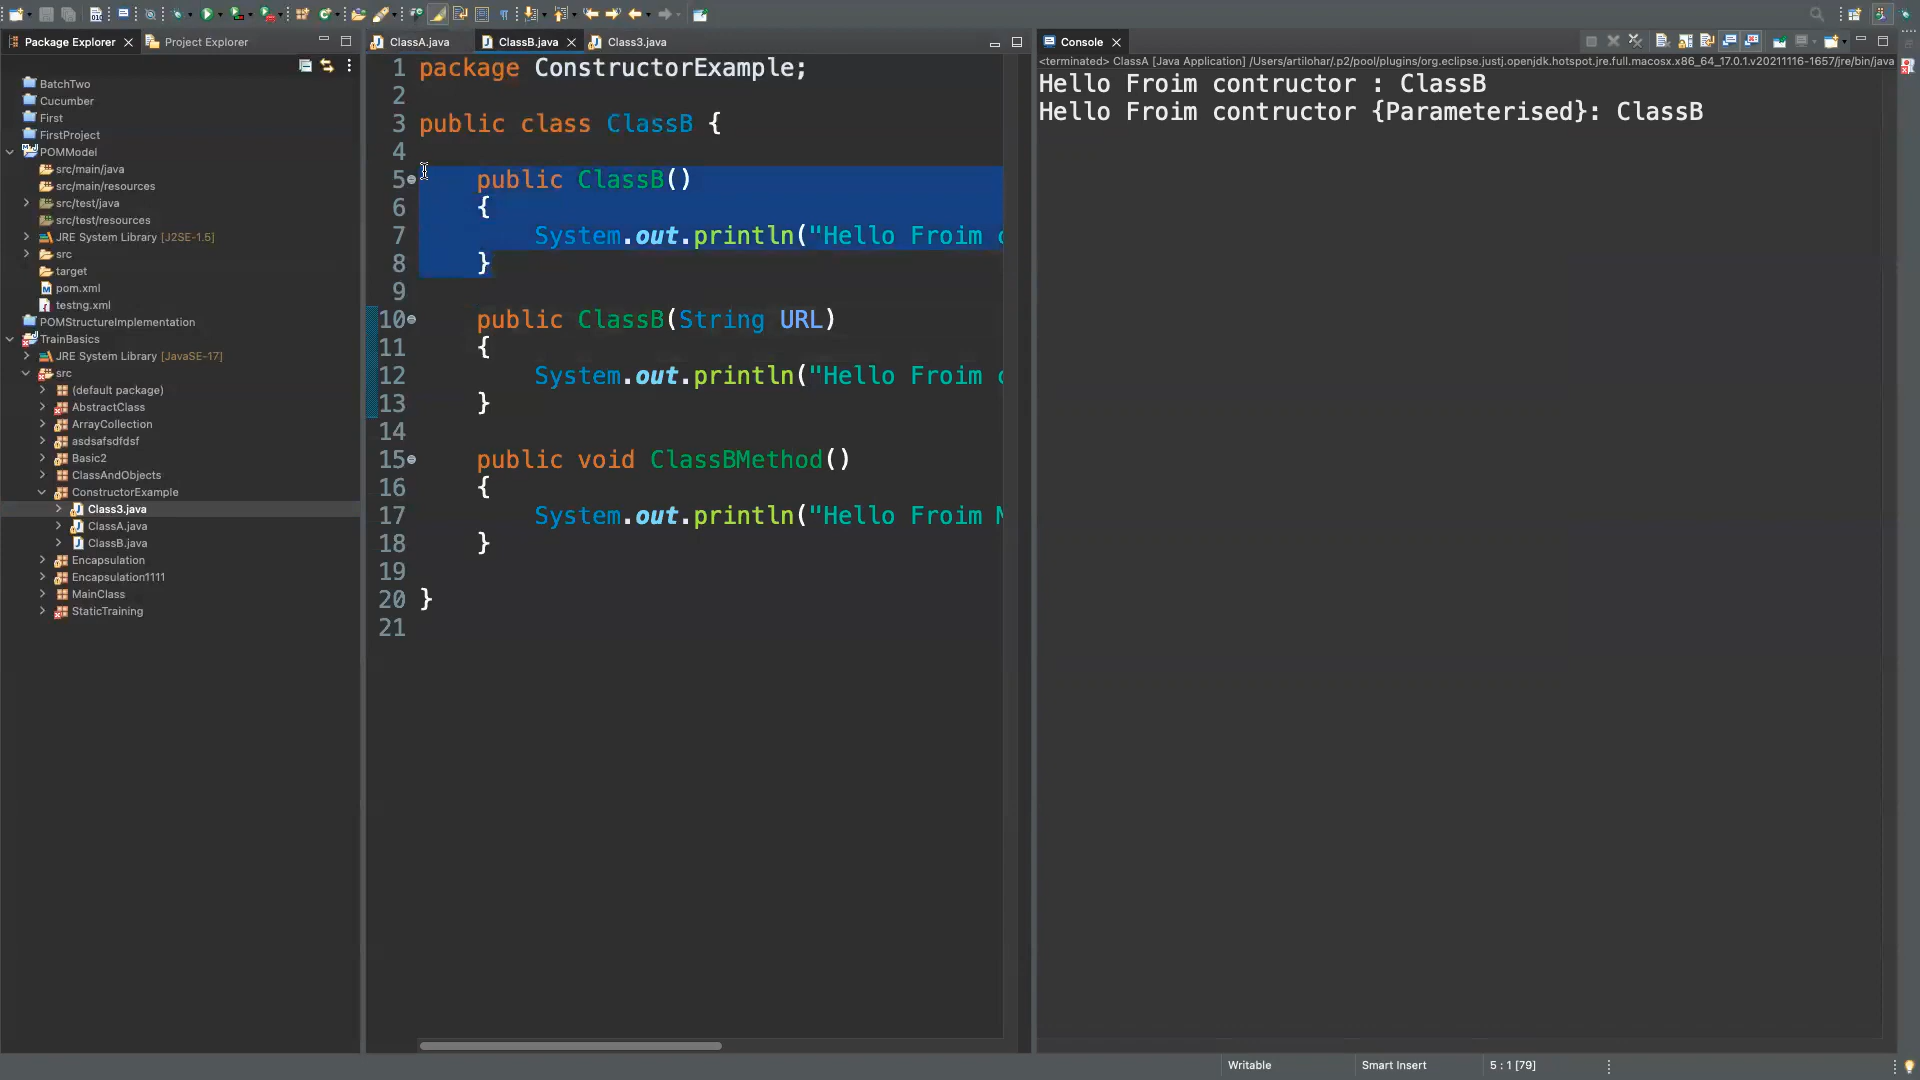 Package Explorer
Project Explorer
BatchTwo
Cucumber
First
FirstProject
POMModel
src/main/java
src/main/resources
src/test/java
src/test/resources
JRE System Library [J2SE-1.5]
src
target
pom.xml
testng.xml
POMStructureImplementation
TrainBasics
JRE System Library [JavaSE-17]
src
(default package)
AbstractClass
ArrayCollection
asdsafsdfdsf
Basic2
ClassAndObjects
ConstructorExample
Class3.java
ClassA.java
ClassB.java
Encapsulation
Encapsulation1111
MainClass
StaticTraining
ClassA.java
ClassB.java
Class3.java
1 package ConstructorExample;
2
3 public class ClassB {
4
5 public ClassB()
6 {
7 System.out.println("Hello Froim c
8 }
9
10 public ClassB(String URL)
11 {
12 System.out.println("Hello Froim c
13 }
14
15 public void ClassBMethod()
16 {
17 System.out.println("Hello Froim M
18 }
19
20 }
21
Console
<terminated> ClassA [Java Application] /Users/artilohar/.p2/pool/plugins/org.eclipse.justj.openjdk.hotspot.jre.full.macosx.x86_64_17.0.1.v20211116-1657/jre/bin/java
Hello Froim contructor : ClassB
Hello Froim contructor {Parameterised}: ClassB
Writable
Smart Insert
5 : 1 [79]